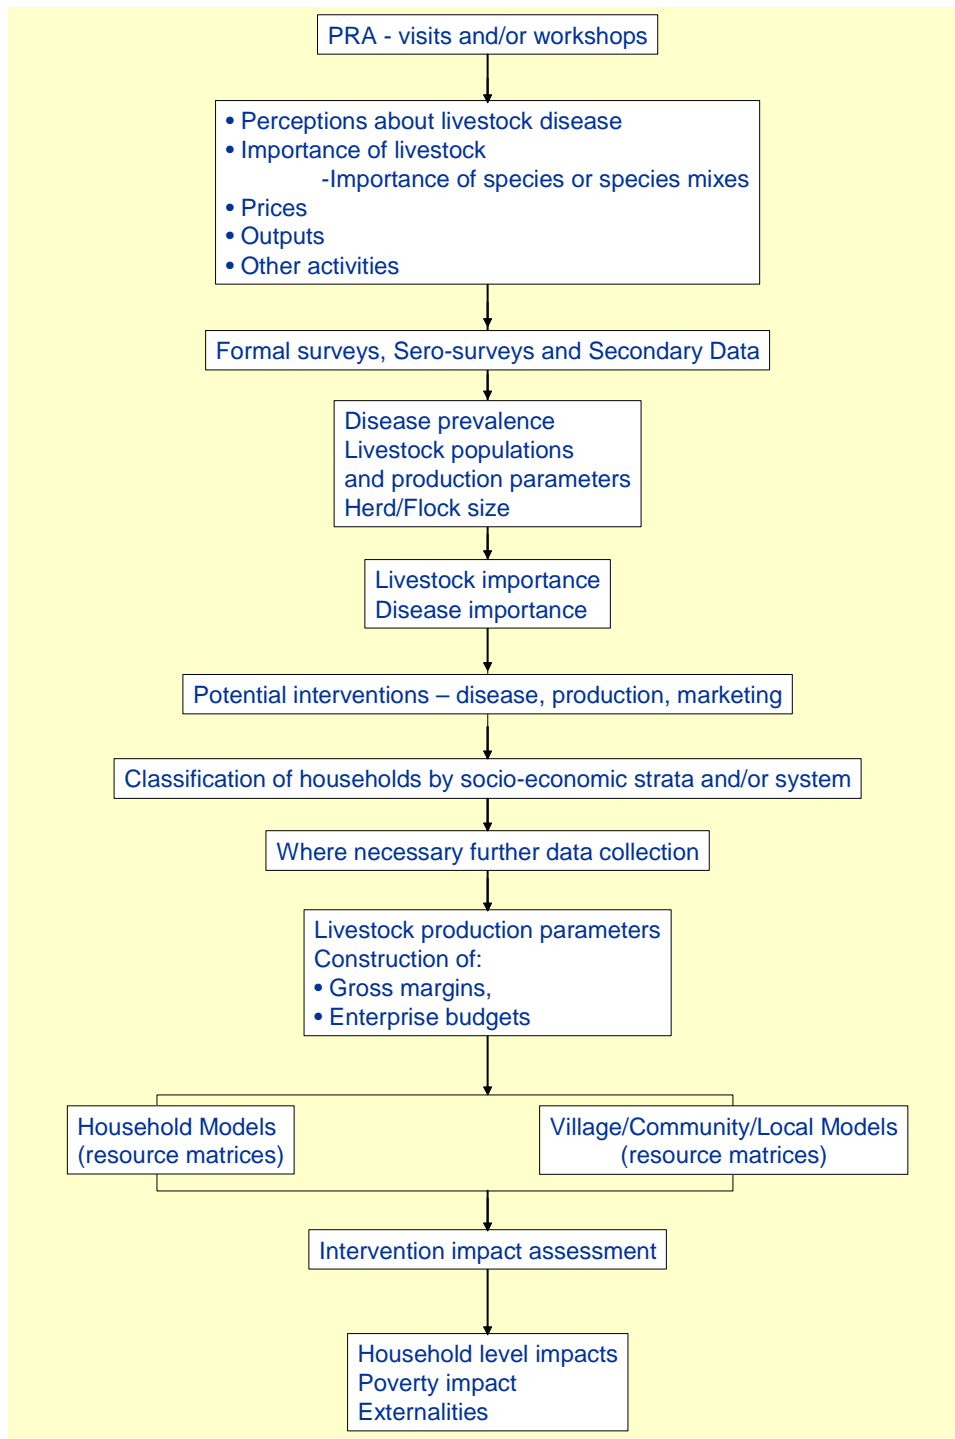 PRA - visits and/or workshops
• Perceptions about livestock disease
• Importance of livestock
-Importance of species or species mixes
• Prices
• Outputs
• Other activities
Formal surveys, Sero-surveys and Secondary Data
Disease prevalence
Livestock populations
and production parameters
Herd/Flock size
Livestock importance
Disease importance
Potential interventions – disease, production, marketing
Classification of households by socio-economic strata and/or system
Where necessary further data collection
Livestock production parameters
Construction of:
• Gross margins,
• Enterprise budgets
Household Models
(resource matrices)
Village/Community/Local Models
(resource matrices)
Intervention impact assessment
Household level impacts
Poverty impact
Externalities